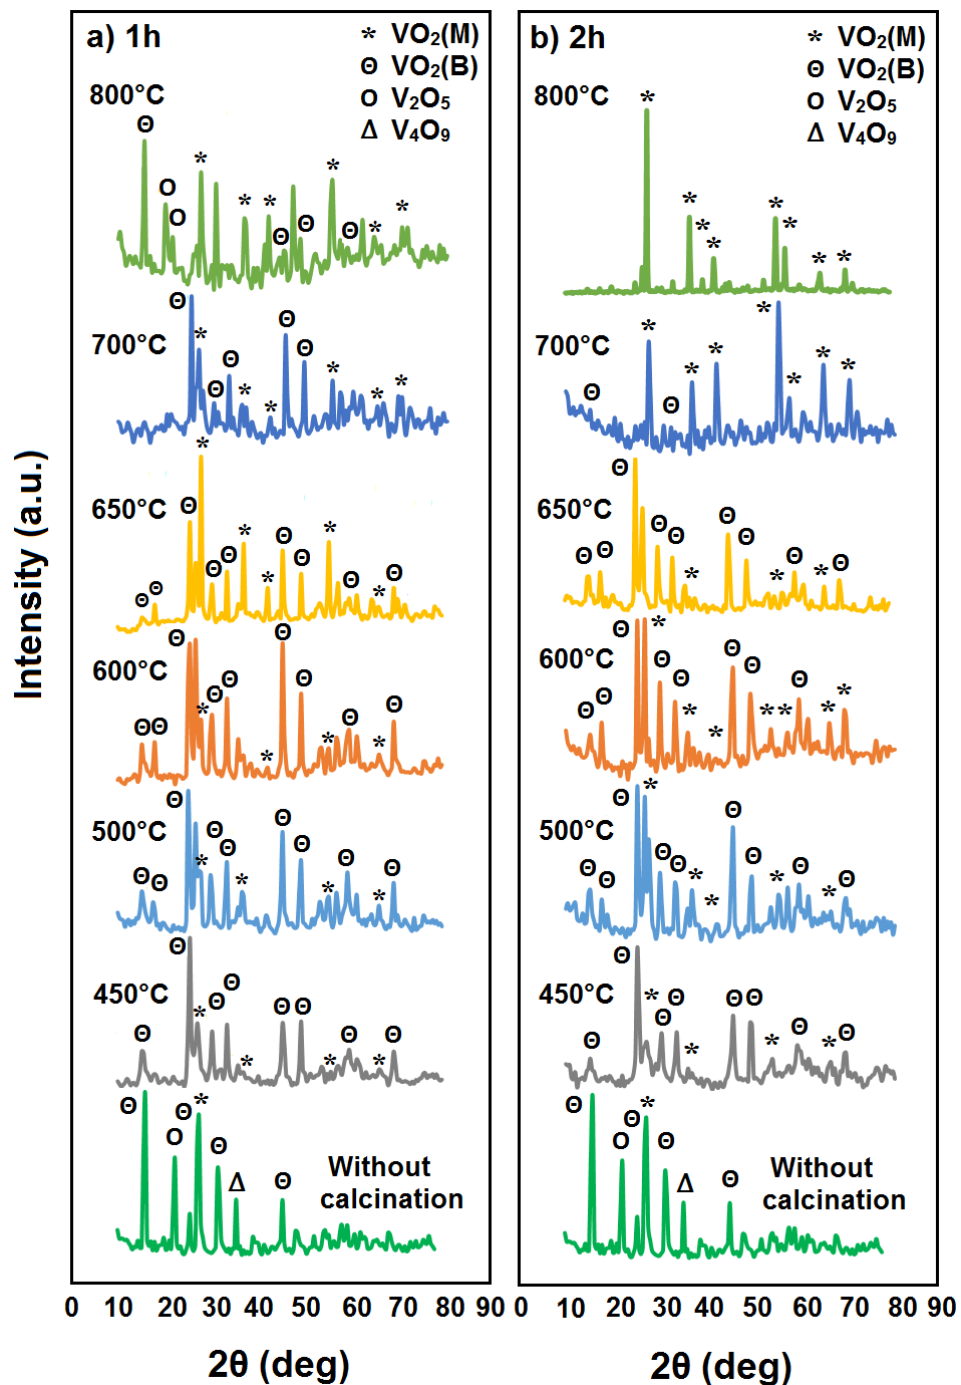 Intensity (a.u.)
a) 1h
* VO₂(M)
Θ VO₂(B)
O V₂O₅
Δ V₄O₉
800°C
700°C
650°C
600°C
500°C
450°C
Without
calcination
0 10 20 30 40 50 60 70 80 90
2θ (deg)
b) 2h
* VO₂(M)
Θ VO₂(B)
O V₂O₅
Δ V₄O₉
800°C
700°C
650°C
600°C
500°C
450°C
Without
calcination
0 10 20 30 40 50 60 70 80 90
2θ (deg)